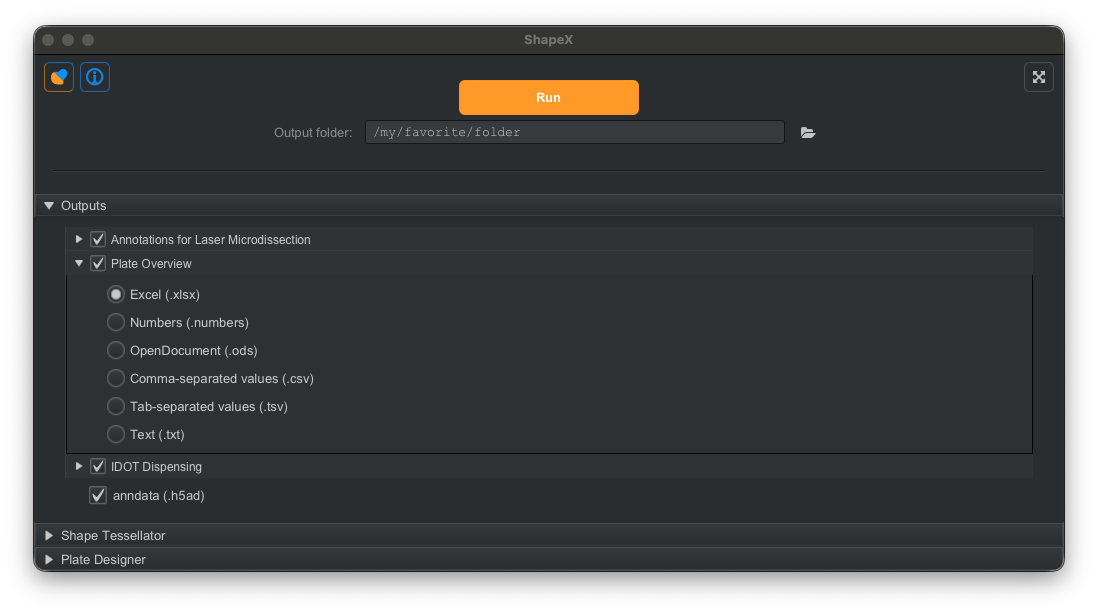 ShapeX
Run
Output folder: /my/favorite/folder
Outputs
Annotations for Laser Microdissection
Plate Overview
Excel (.xlsx)
Numbers (.numbers)
OpenDocument (.ods)
Comma-separated values (.csv)
Tab-separated values (.tsv)
Text (.txt)
IDOT Dispensing
anndata (.h5ad)
Shape Tessellator
Plate Designer